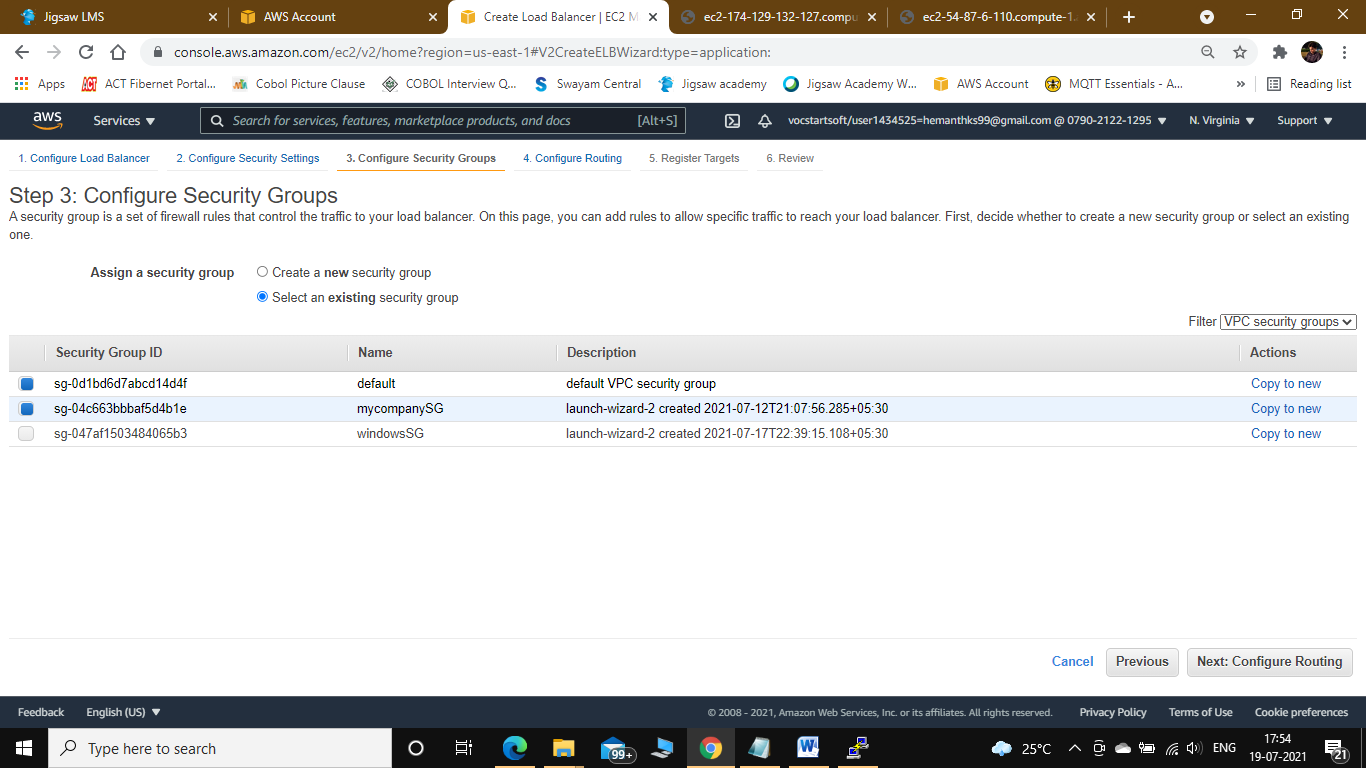 Jigsaw LMS
AWS Account
Create Load Balancer | EC2 M
ec2-174-129-132-127.compu
ec2-54-87-6-110.compute-1.
console.aws.amazon.com/ec2/v2/home?region=us-east-1#V2CreateELBWizard:type=application:
Apps
ACT ACT Fibernet Portal...
Cobol Picture Clause
COBOL Interview Q...
Swayam Central
Jigsaw academy
Jigsaw Academy W...
AWS Account
MQTT Essentials - A...
»
Reading list
aws
Services
Search for services, features, marketplace products, and docs
[Alt+S]
vocstartsoft/user1434525=hemanthks99@gmail.com @ 0790-2122-1295
N. Virginia
Support
1. Configure Load Balancer
2. Configure Security Settings
3. Configure Security Groups
4. Configure Routing
5. Register Targets
6. Review
Step 3: Configure Security Groups
A security group is a set of firewall rules that control the traffic to your load balancer. On this page, you can add rules to allow specific traffic to reach your load balancer. First, decide whether to create a new security group or select an existing
one.
Assign a security group
Create a new security group
Select an existing security group
Filter VPC security groups
Security Group ID Name Description Actions
sg-0d1bd6d7abcd14d4f default default VPC security group Copy to new
sg-04c663bbbaf5d4b1e mycompanySG launch-wizard-2 created 2021-07-12T21:07:56.285+05:30 Copy to new
sg-047af1503484065b3 windowsSG launch-wizard-2 created 2021-07-17T22:39:15.108+05:30 Copy to new
Cancel
Previous
Next: Configure Routing
Feedback
English (US)
© 2008 - 2021, Amazon Web Services, Inc. or its affiliates. All rights reserved.
Privacy Policy
Terms of Use
Cookie preferences
Type here to search
99+
25°C
ENG
17:54
19-07-2021
21